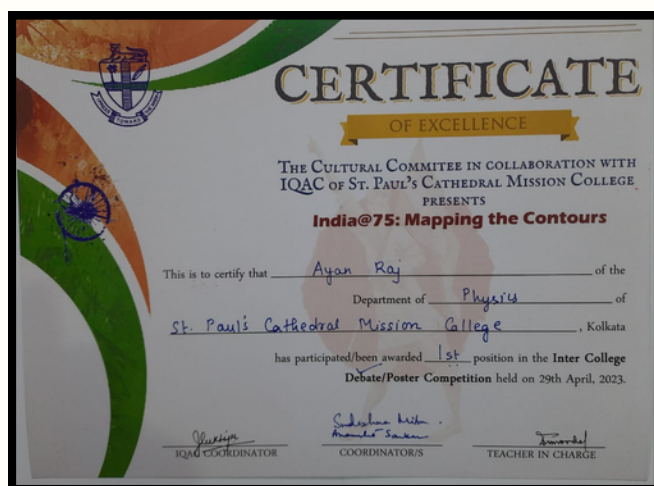 CERTIFICATE
OF EXCELLENCE
THE CULTURAL COMMITEE IN COLLABORATION WITH
IQAC OF ST. PAUL'S CATHEDRAL MISSION COLLEGE
PRESENTS
India@75: Mapping the Contours
This is to certify that Ayan Raj of the
Department of Physics of
St. Paul's Cathedral Mission College, Kolkata
has participated/been awarded 1st position in the Inter College
Debate/Poster Competition held on 29th April, 2023.
IQAC COORDINATOR
COORDINATOR/S
TEACHER IN CHARGE